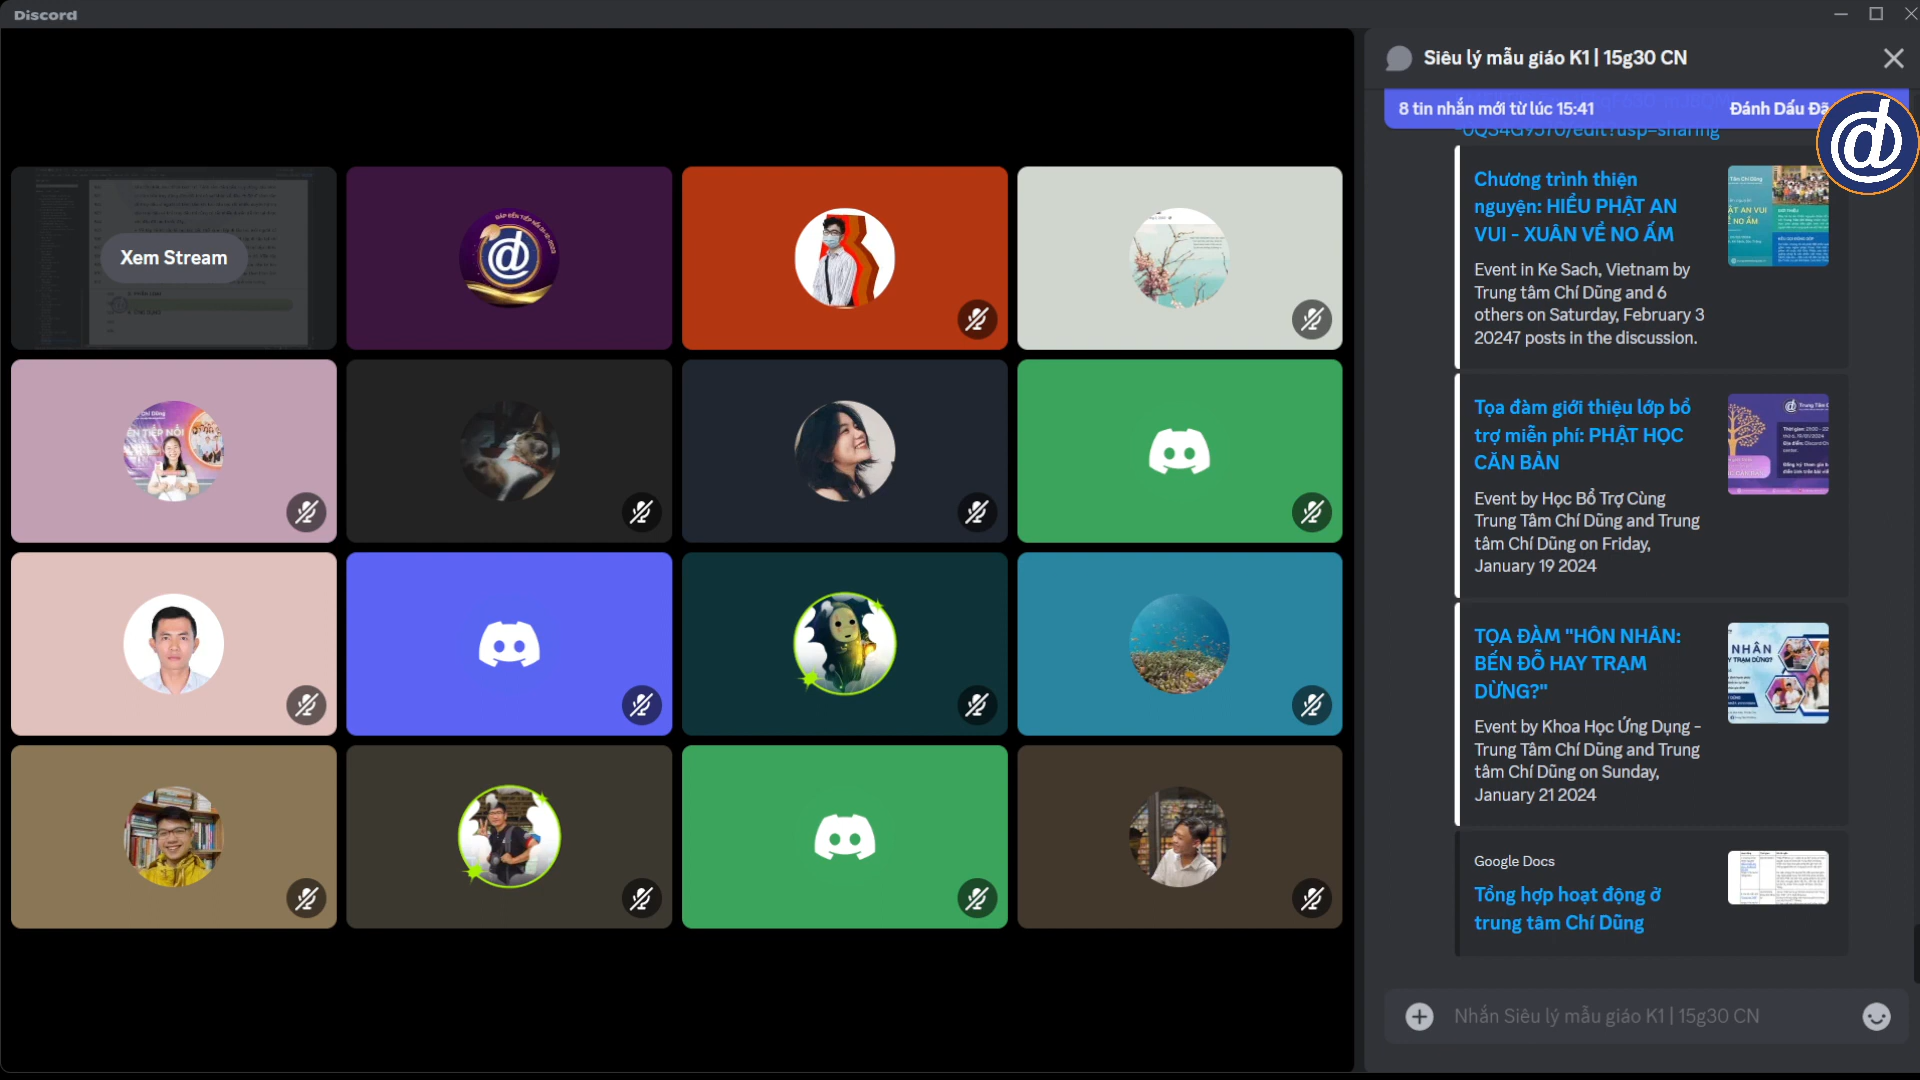 Discord
Siêu lý mẫu giáo K1 | 15g30 CN
8 tin nhắn mới từ lúc 15:41
Đánh Dấu Đã
-0QS4G9570/edit?usp=sharing
Xem Stream
Chương trình thiện
nguyện: HIỂU PHẬT AN
VUI - XUÂN VỀ NO ẤM
Event in Ke Sach, Vietnam by
Trung tâm Chí Dũng and 6
others on Saturday, February 3
20247 posts in the discussion.
Tọa đàm giới thiệu lớp bổ
trợ miễn phí: PHẬT HỌC
CĂN BẢN
Event by Học Bổ Trợ Cùng
Trung Tâm Chí Dũng and Trung
tâm Chí Dũng on Friday,
January 19 2024
TỌA ĐÀM "HÔN NHÂN:
BẾN ĐỖ HAY TRẠM
DỪNG?"
Event by Khoa Học Ứng Dụng -
Trung Tâm Chí Dũng and Trung
tâm Chí Dũng on Sunday,
January 21 2024
Google Docs
Tổng hợp hoạt động ở
trung tâm Chí Dũng
Nhắn Siêu lý mẫu giáo K1 | 15g30 CN